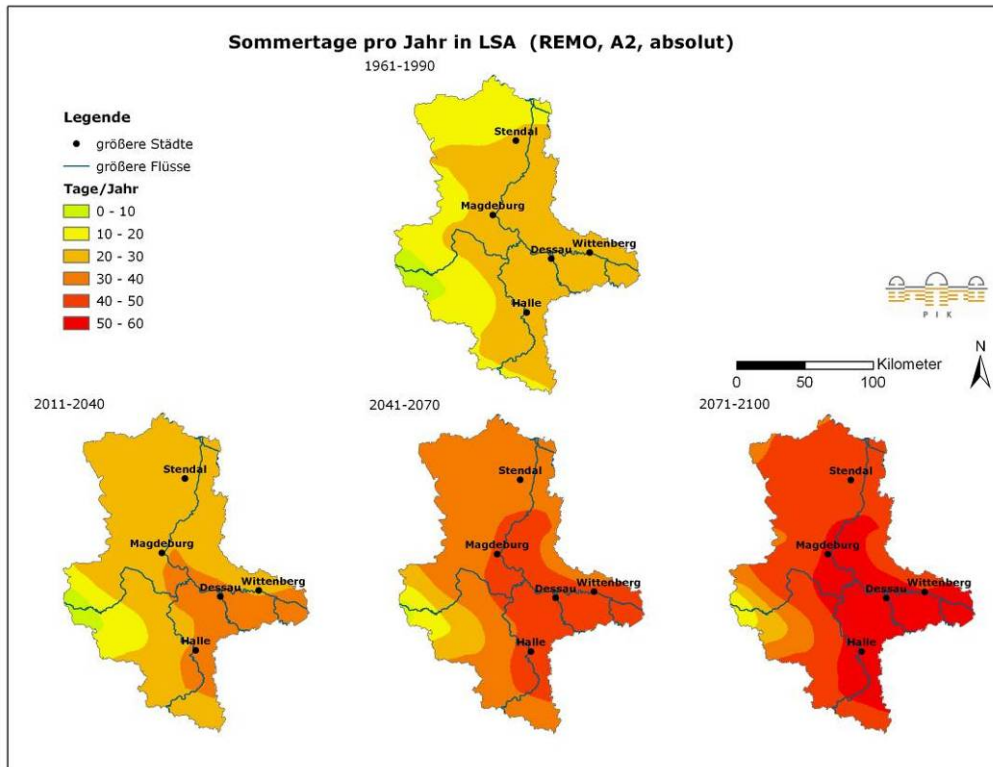 Sommertage pro Jahr in LSA (REMO, A2, absolut)
1961-1990
Legende
größere Städte
größere Flüsse
Tage/Jahr
0 - 10
10 - 20
20 - 30
30 - 40
40 - 50
50 - 60
Stendal
Magdeburg
Dessau
Wittenberg
Halle
P I K
N
Kilometer
0 50 100
2011-2040
Stendal
Magdeburg
Dessau
Wittenberg
Halle
2041-2070
Stendal
Magdeburg
Dessau
Wittenberg
Halle
2071-2100
Stendal
Magdeburg
Dessau
Wittenberg
Halle